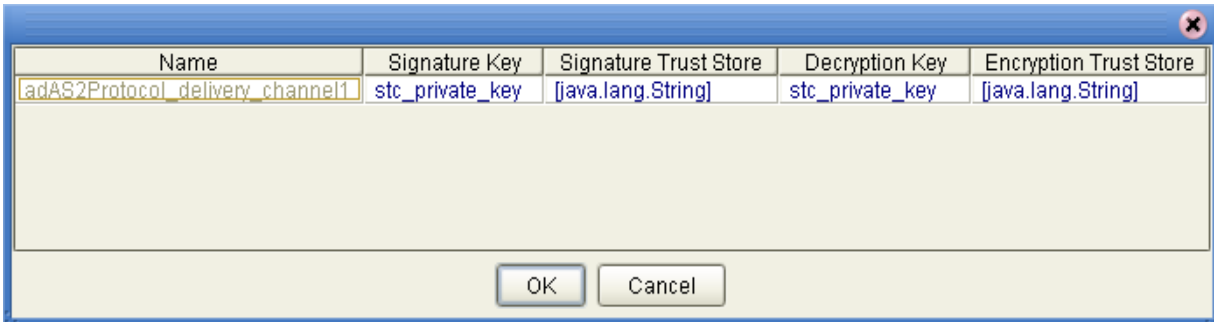 Name Signature Key Signature Trust Store Decryption Key Encryption Trust Store
adAS2Protocol_delivery_channel1 stc_private_key [java.lang.String] stc_private_key [java.lang.String]
OK Cancel